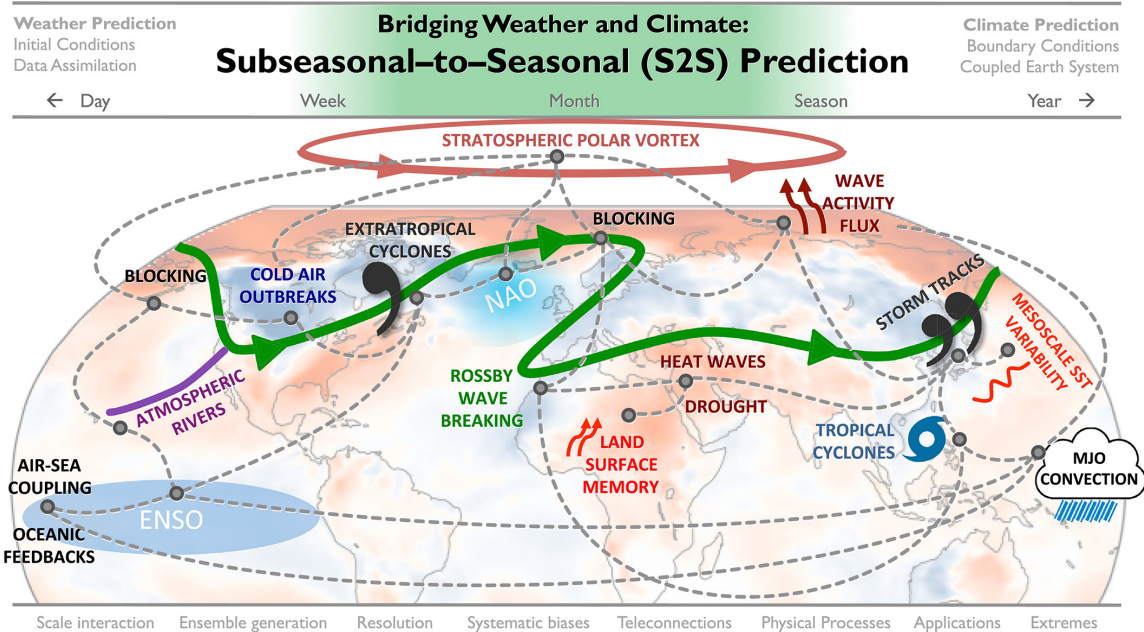 Weather Prediction
Initial Conditions
Data Assimilation
Bridging Weather and Climate:
Subseasonal–to–Seasonal (S2S) Prediction
Climate Prediction
Boundary Conditions
Coupled Earth System
← Day
Week
Month
Season
Year →
STRATOSPHERIC POLAR VORTEX
WAVE
ACTIVITY
FLUX
BLOCKING
EXTRATROPICAL
CYCLONES
BLOCKING
COLD AIR
OUTBREAKS
NAO
STORM TRACKS
MESOSCALE SST
VARIABILITY
ATMOSPHERIC
RIVERS
ROSSBY
WAVE
BREAKING
HEAT WAVES
DROUGHT
LAND
SURFACE
MEMORY
TROPICAL
CYCLONES
MJO
CONVECTION
AIR-SEA
COUPLING
ENSO
OCEANIC
FEEDBACKS
Scale interaction
Ensemble generation
Resolution
Systematic biases
Teleconnections
Physical Processes
Applications
Extremes